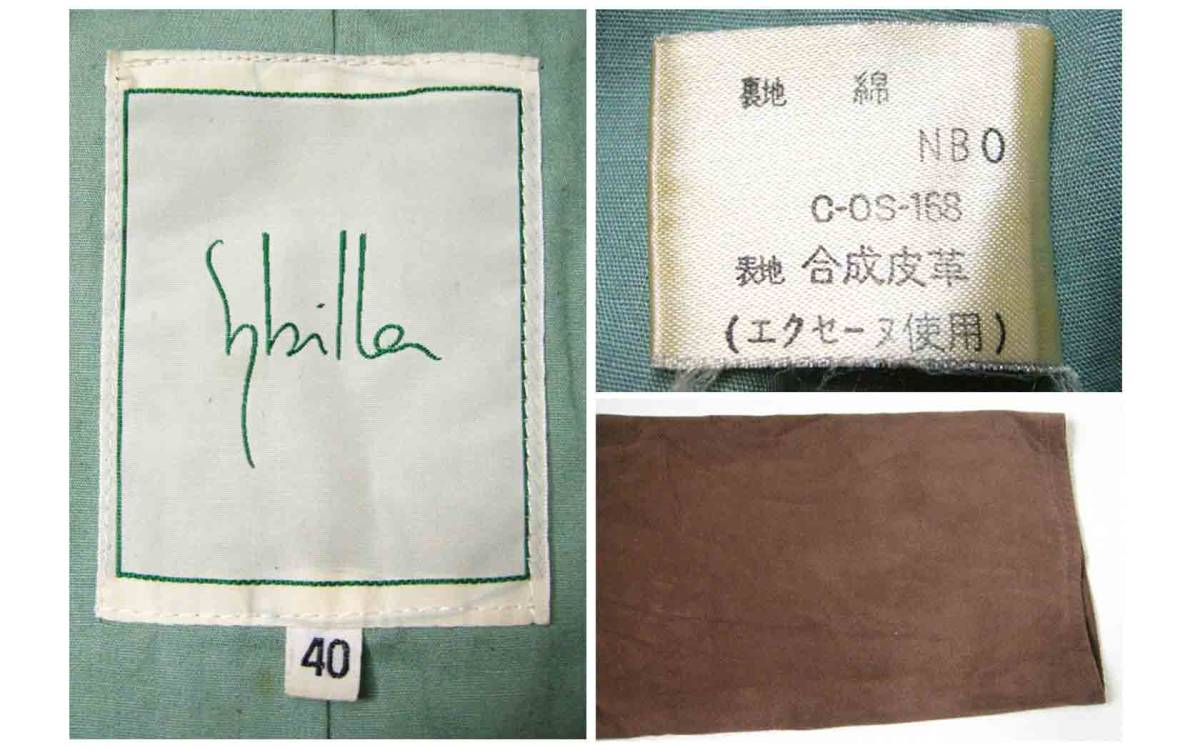 Sybilla
40
裏地 綿
NB0
C-OS-168
表地 合成皮革
(エクセーヌ使用)